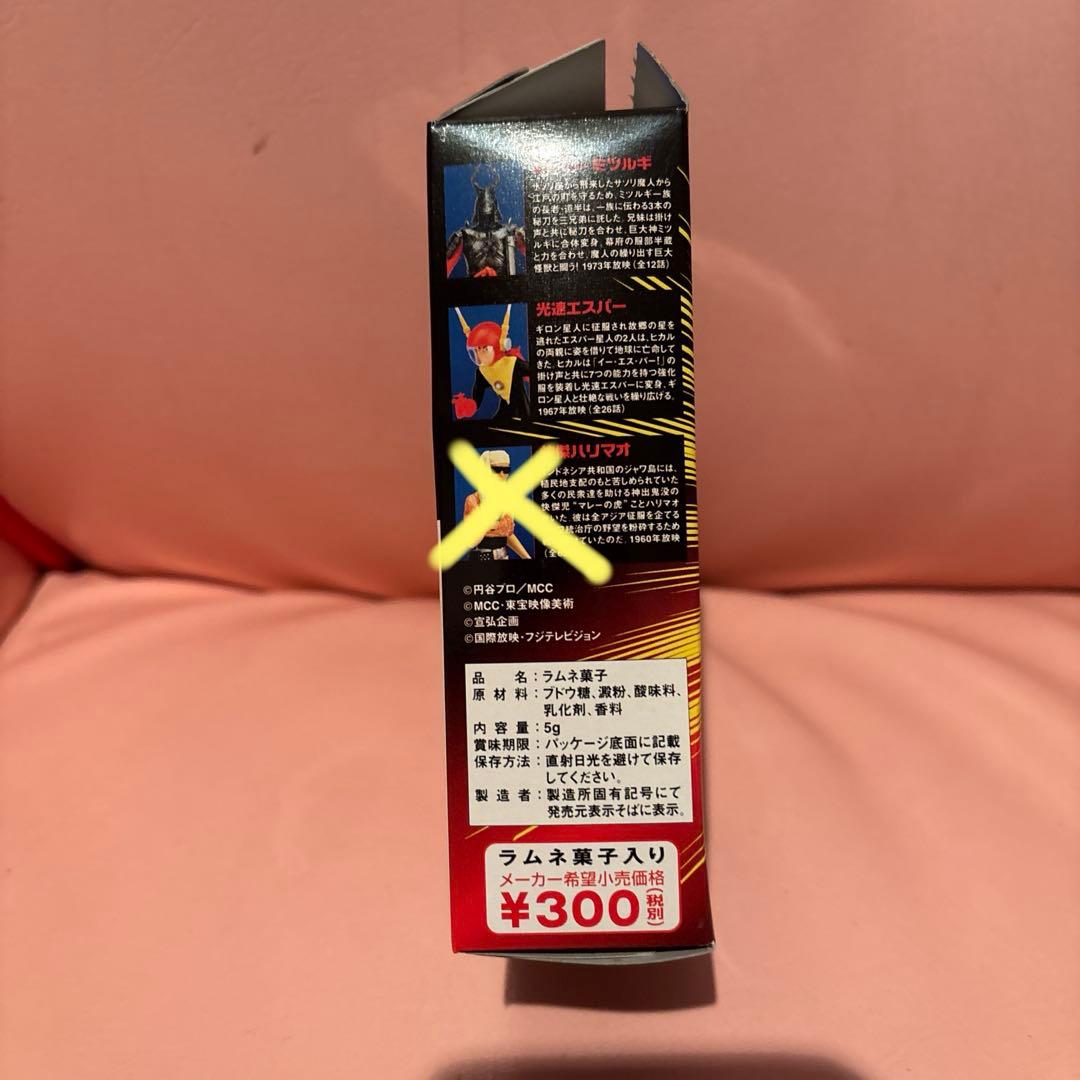 ミツルギ
サソリ座から飛来したサソリ魔人から
江戸の町を守るため、ミツルギ一族
の長老・道半は、一族に伝わる3本の
秘刀を三兄弟に託した。兄妹は掛け
声と共に秘刀を合わせ、巨大神ミツ
ルギに合体変身。幕府の服部半蔵
と力を合わせ、魔人の繰り出す巨大
怪獣と闘う! 1973年放映(全12話)
光速エスパー
ギロン星人に征服され故郷の星を
逃れたエスパー星人の2人は、ヒカル
の両親に姿を借りて地球に亡命して
きた。ヒカルは「イー・エス・パー!」の
掛け声と共に7つの能力を持つ強化
服を装着し光速エスパーに変身、ギ
ロン星人と壮絶な戦いを繰り広げる。
1967年放映(全26話)
傑ハリマオ
ンドネシア共和国のジャワ島には、
植民地支配のもと苦しめられていた
多くの民衆達を助ける神出鬼没の
快傑児“マレーの虎”ことハリマオ
いた。彼は全アジア征服を企てる
統治庁の野望を粉砕するため
ていたのだ。1960年放映
(全
©円谷プロ/MCC
©MCC・東宝映像美術
©宣弘企画
©国際放映・フジテレビジョン
品名:ラムネ菓子
原材料:ブドウ糖、澱粉、酸味料、
乳化剤、香料
内容量:5g
賞味期限:パッケージ底面に記載
保存方法:直射日光を避けて保存
してください。
製造者:製造所固有記号にて
発売元表示そばに表示。
ラムネ菓子入り
メーカー希望小売価格
¥300(税別)